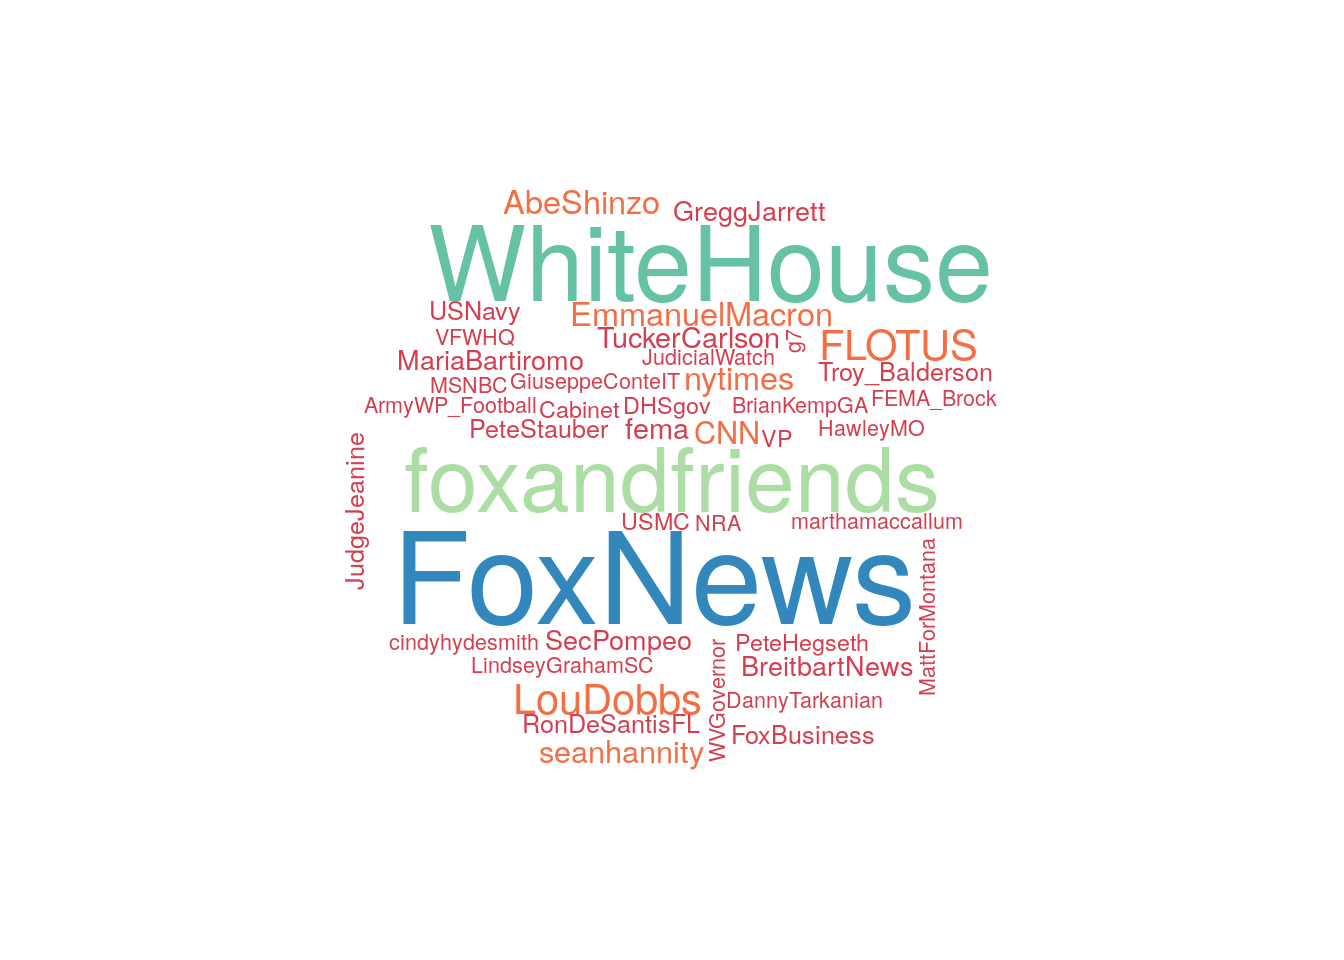 AbeShinzo
GreggJarrett
WhiteHouse
USNavy
EmmanuelMacron
VFWHQ
TuckerCarlson
g7
FLOTUS
MariaBartiromo
JudicialWatch
Troy_Balderson
MSNBC
GiuseppeConteIT
nytimes
ArmyWP_Football
Cabinet
DHSgov
BrianKempGA
FEMA_Brock
PeteStauber
fema
CNN
VP
HawleyMO
JudgeJeanine
foxandfriends
USMC
NRA
marthamaccallum
FoxNews
MattForMontana
cindyhydesmith
SecPompeo
WVGovernor
PeteHegseth
LindseyGrahamSC
BreitbartNews
LouDobbs
DannyTarkanian
RonDeSantisFL
FoxBusiness
seanhannity